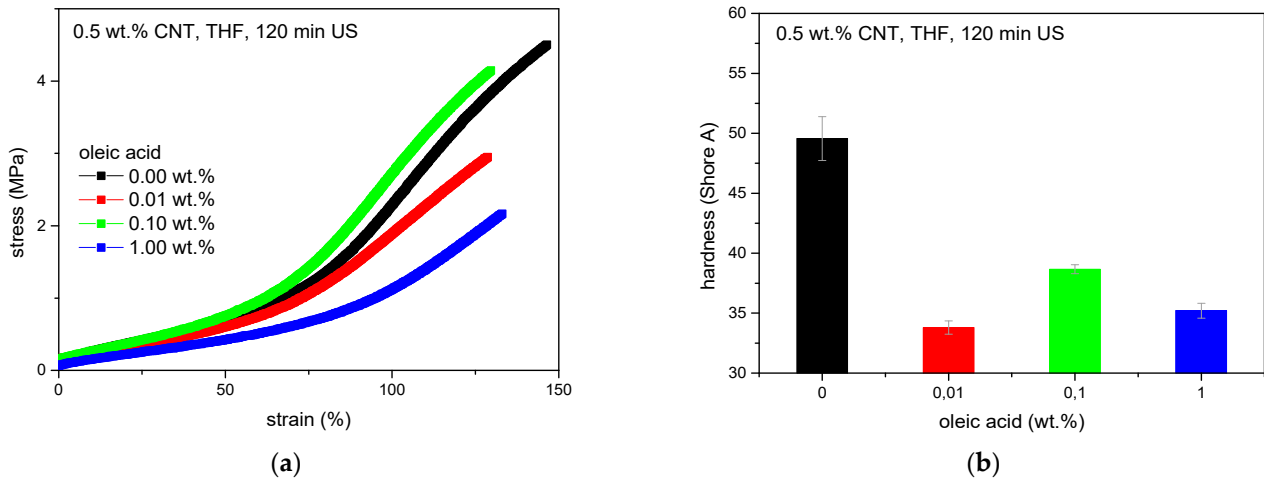 0.5 wt.% CNT, THF, 120 min US
4
2
0
stress (MPa)
oleic acid
0.00 wt.%
0.01 wt.%
0.10 wt.%
1.00 wt.%
0 50 100 150
strain (%)
(a)
0.5 wt.% CNT, THF, 120 min US
60
55
50
45
40
35
30
hardness (Shore A)
0 0,01 0,1 1
oleic acid (wt.%)
(b)